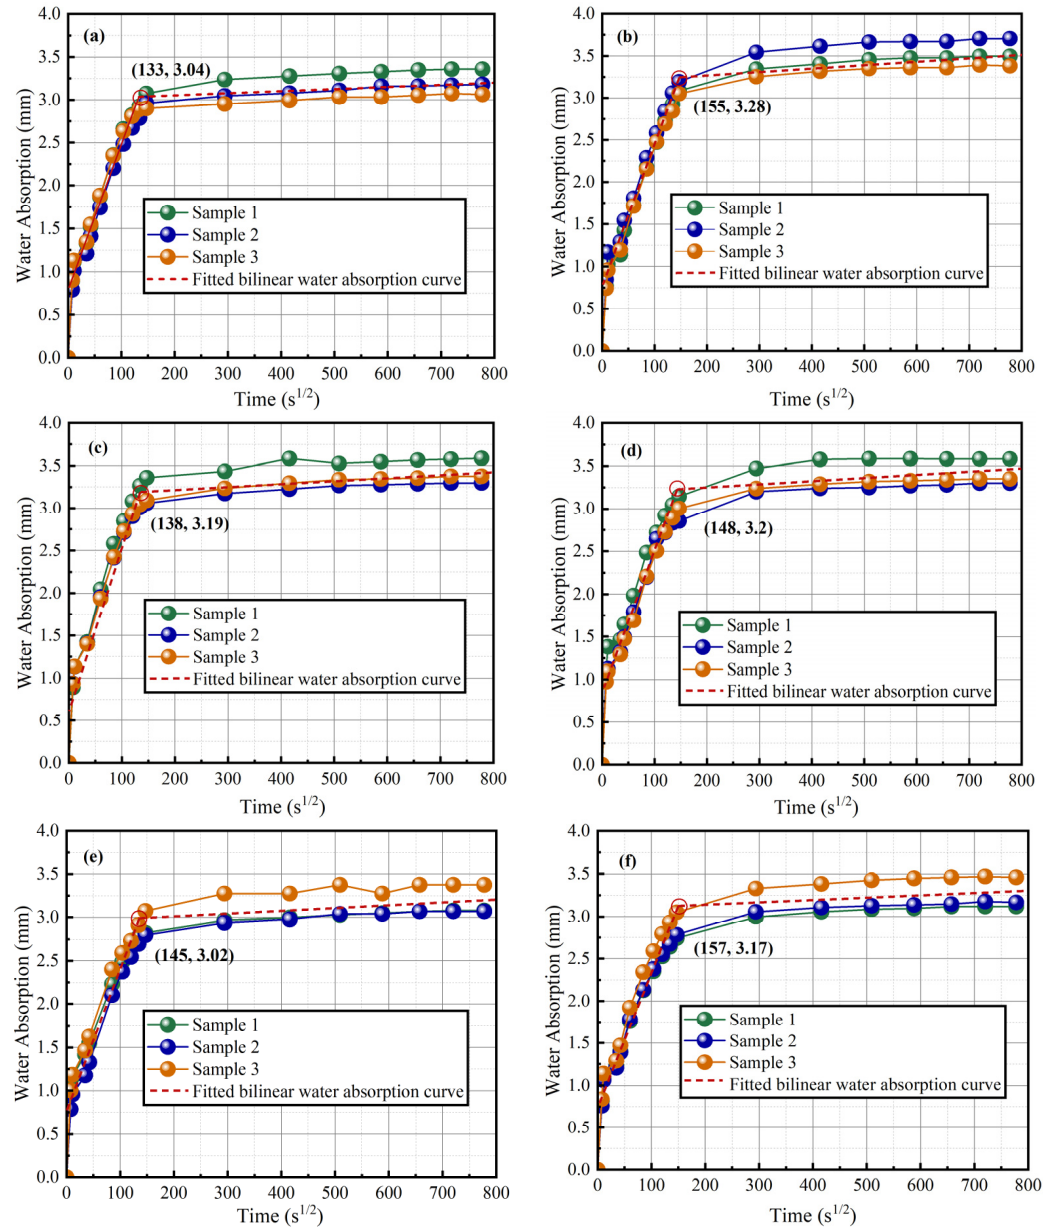 (a)
(133, 3.04)
Water Absorption (mm)
4.0
3.5
3.0
2.5
2.0
1.5
1.0
0.5
0.0
Sample 1
Sample 2
Sample 3
Fitted bilinear water absorption curve
0 100 200 300 400 500 600 700 800
Time (s1/2)
(b)
(155, 3.28)
Water Absorption (mm)
4.0
3.5
3.0
2.5
2.0
1.5
1.0
0.5
0.0
Sample 1
Sample 2
Sample 3
Fitted bilinear water absorption curve
0 100 200 300 400 500 600 700 800
Time (s1/2)
(c)
(138, 3.19)
Water Absorption (mm)
4.0
3.5
3.0
2.5
2.0
1.5
1.0
0.5
0.0
Sample 1
Sample 2
Sample 3
Fitted bilinear water absorption curve
0 100 200 300 400 500 600 700 800
Time (s1/2)
(d)
(148, 3.2)
Water Absorption (mm)
4.0
3.5
3.0
2.5
2.0
1.5
1.0
0.5
0.0
Sample 1
Sample 2
Sample 3
Fitted bilinear water absorption curve
0 100 200 300 400 500 600 700 800
Time (s1/2)
(e)
(145, 3.02)
Water Absorption (mm)
4.0
3.5
3.0
2.5
2.0
1.5
1.0
0.5
0.0
Sample 1
Sample 2
Sample 3
Fitted bilinear water absorption curve
0 100 200 300 400 500 600 700 800
Time (s1/2)
(f)
(157, 3.17)
Water Absorption (mm)
4.0
3.5
3.0
2.5
2.0
1.5
1.0
0.5
0.0
Sample 1
Sample 2
Sample 3
Fitted bilinear water absorption curve
0 100 200 300 400 500 600 700 800
Time (s1/2)